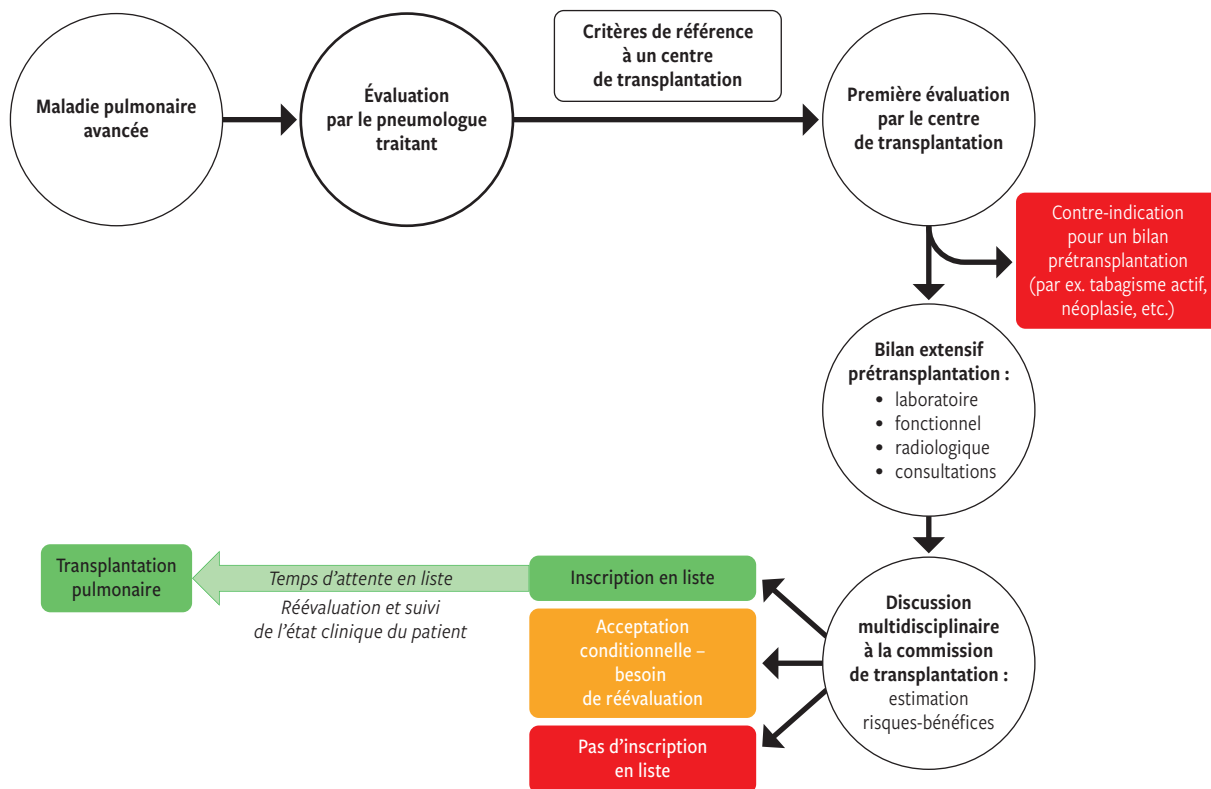 Maladie pulmonaire
avancée
Évaluation
par le pneumologue
traitant
Critères de référence
à un centre
de transplantation
Première évaluation
par le centre
de transplantation
Contre-indication
pour un bilan
prétransplantation
(par ex. tabagisme actif,
néoplasie, etc.)
Bilan extensif
prétransplantation :
• laboratoire
• fonctionnel
• radiologique
• consultations
Discussion
multidisciplinaire
à la commission
de transplantation :
estimation
risques-bénéfices
Inscription en liste
Acceptation
conditionnelle –
besoin
de réévaluation
Pas d’inscription
en liste
Temps d’attente en liste
Réévaluation et suivi
de l’état clinique du patient
Transplantation
pulmonaire